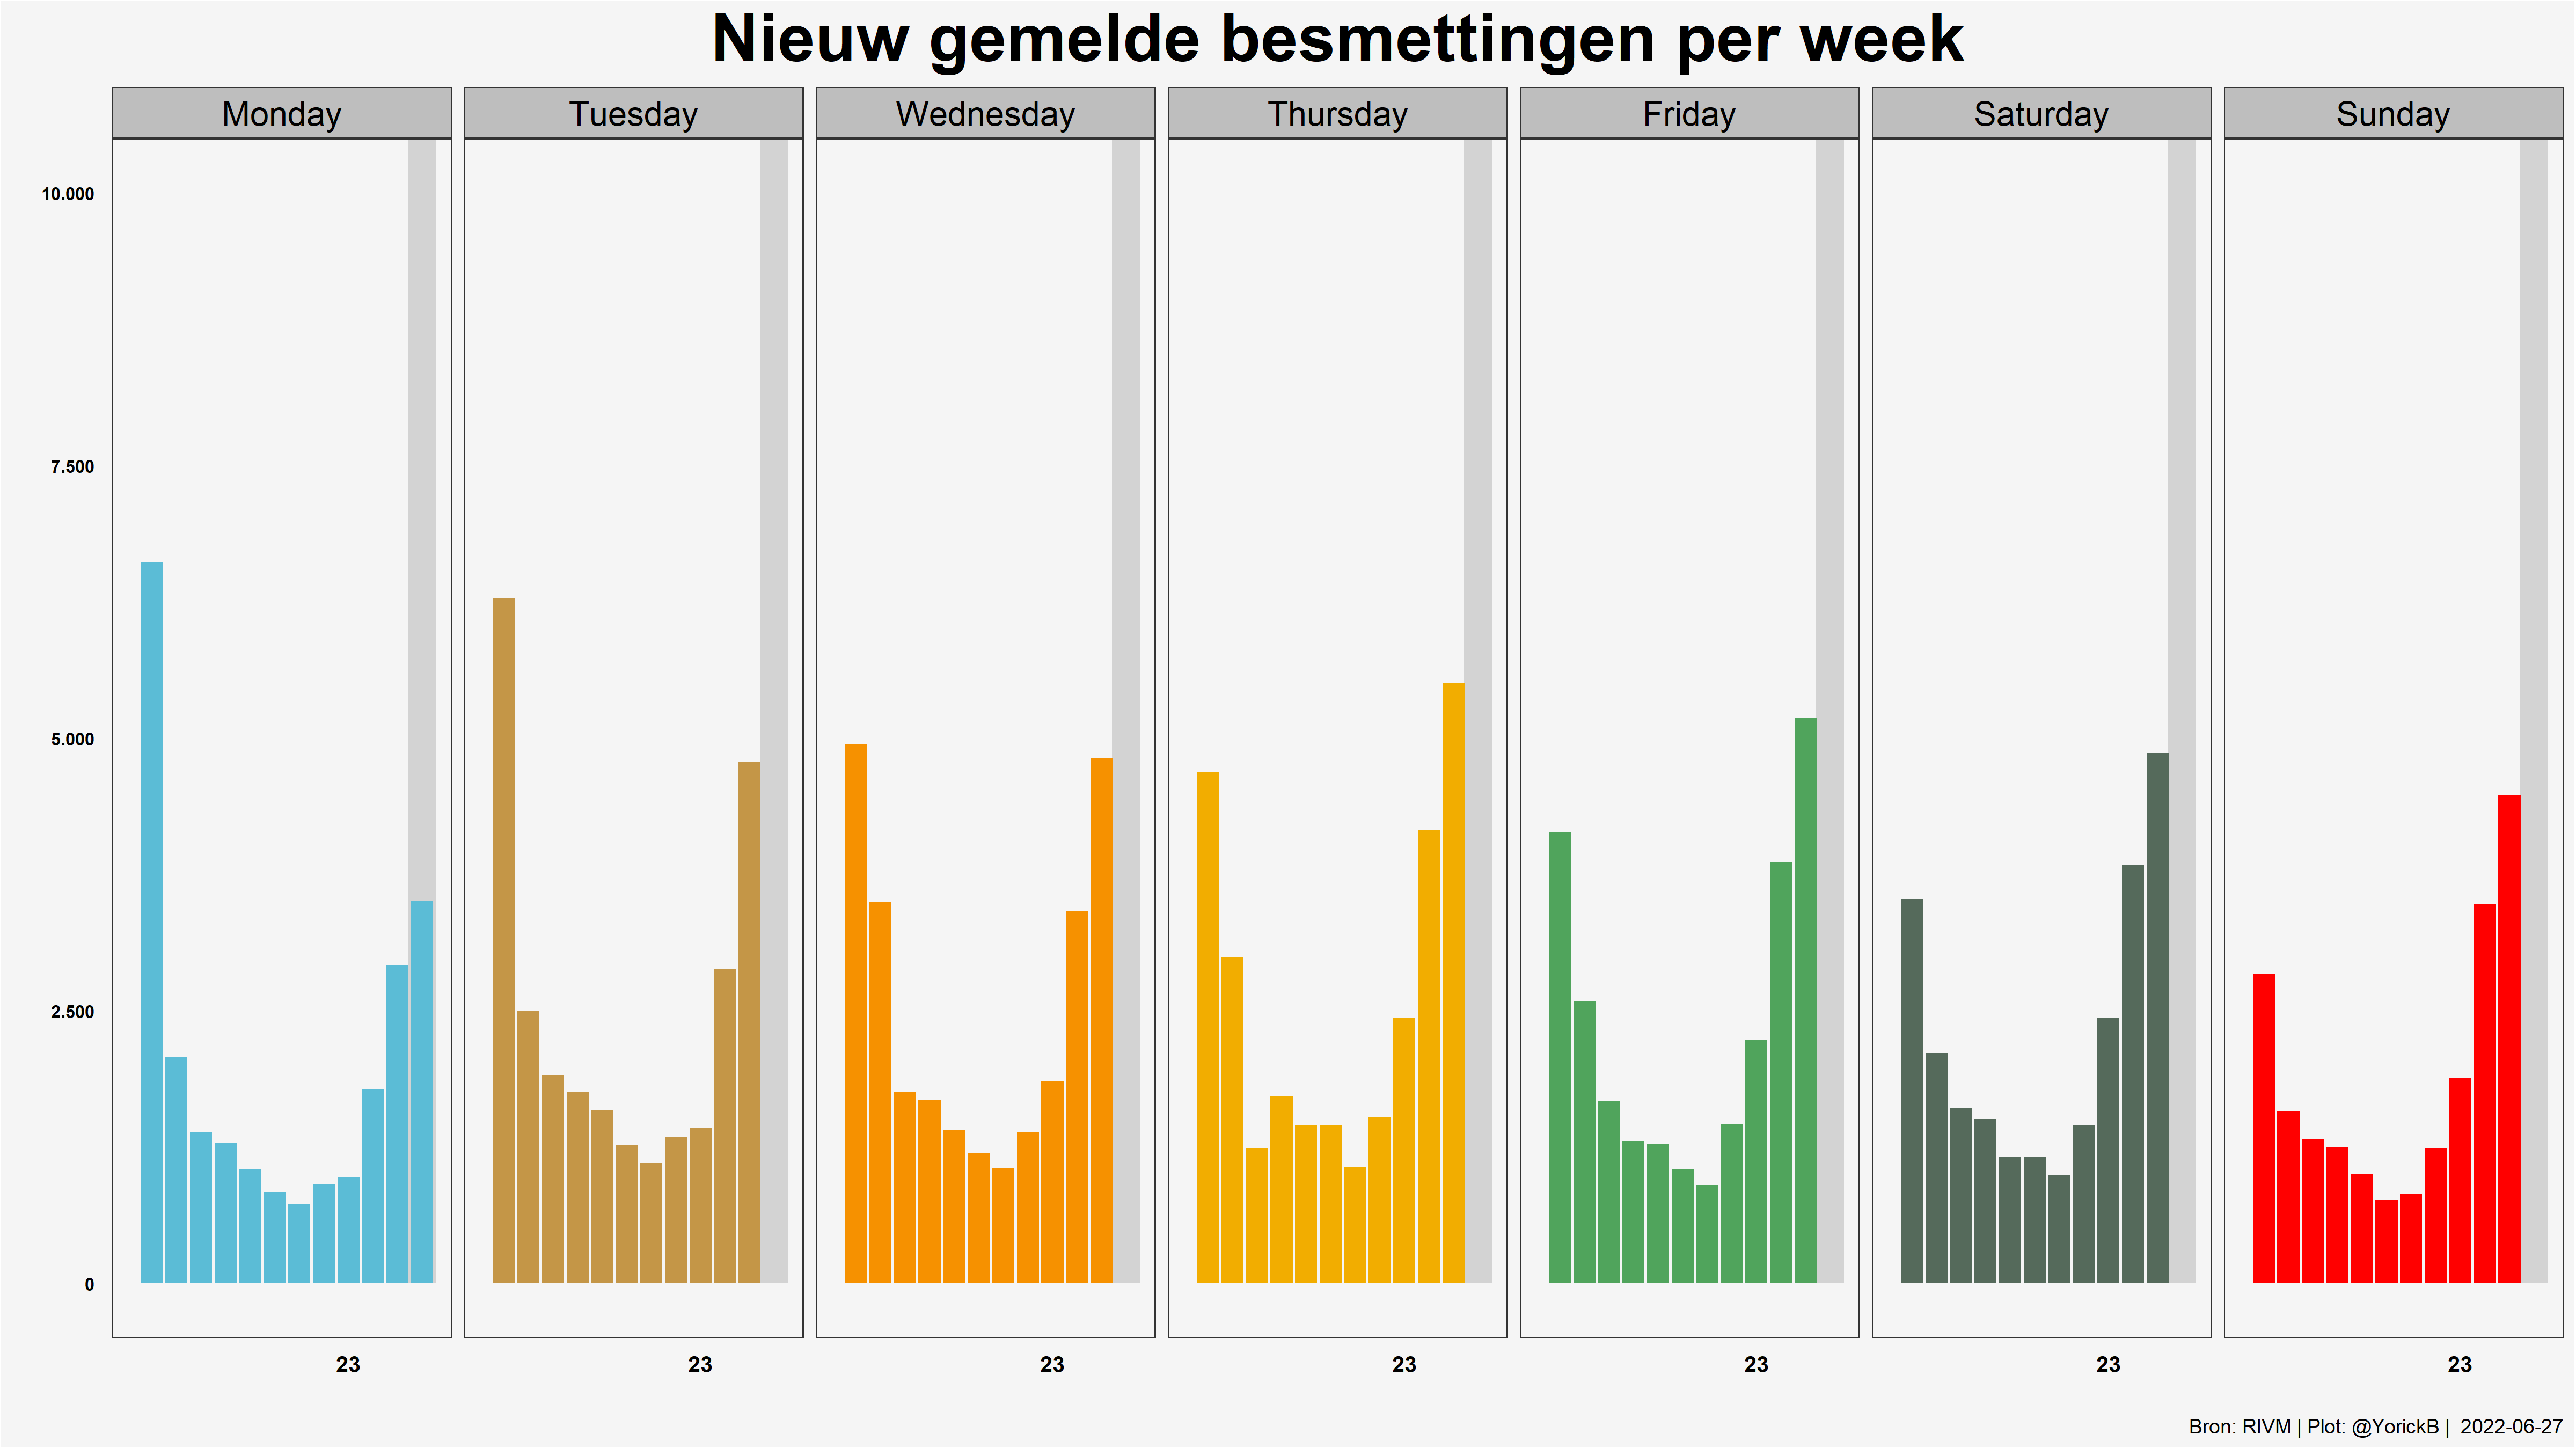 Nieuw gemelde besmettingen per week
Monday Tuesday Wednesday Thursday Friday Saturday Sunday
10.000
7.500
5.000
2.500
0
23 23 23 23 23 23 23
Bron: RIVM | Plot: @YorickB | 2022-06-27